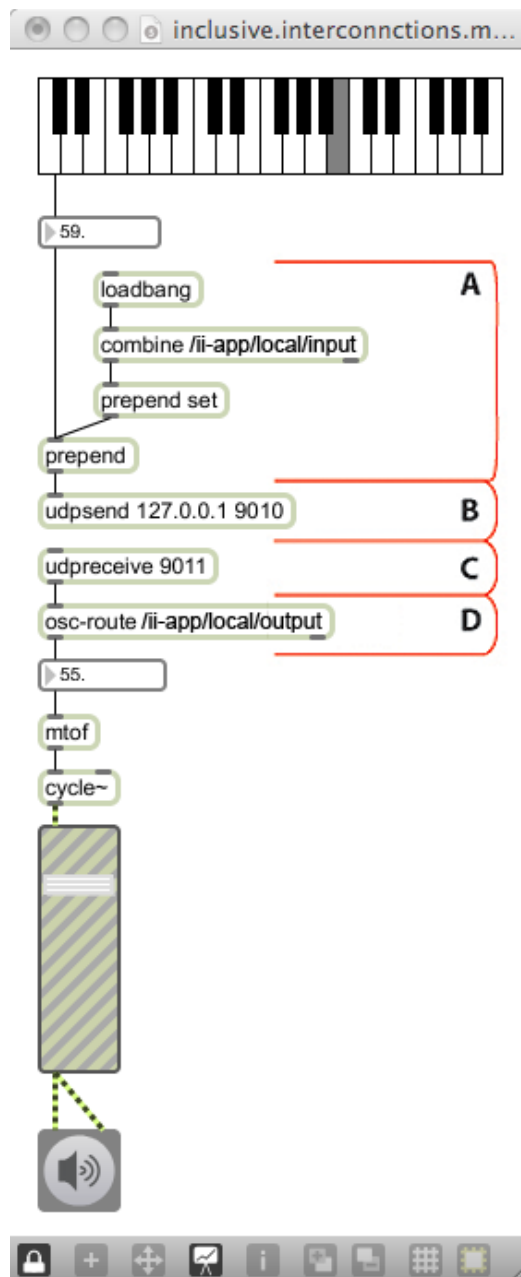 inclusive.interconnctions.m...
59.
A
loadbang
combine /ii-app/local/input
prepend set
prepend
udpsend 127.0.0.1 9010
B
udpreceive 9011
C
osc-route /ii-app/local/output
D
55.
mtof
cycle~
i